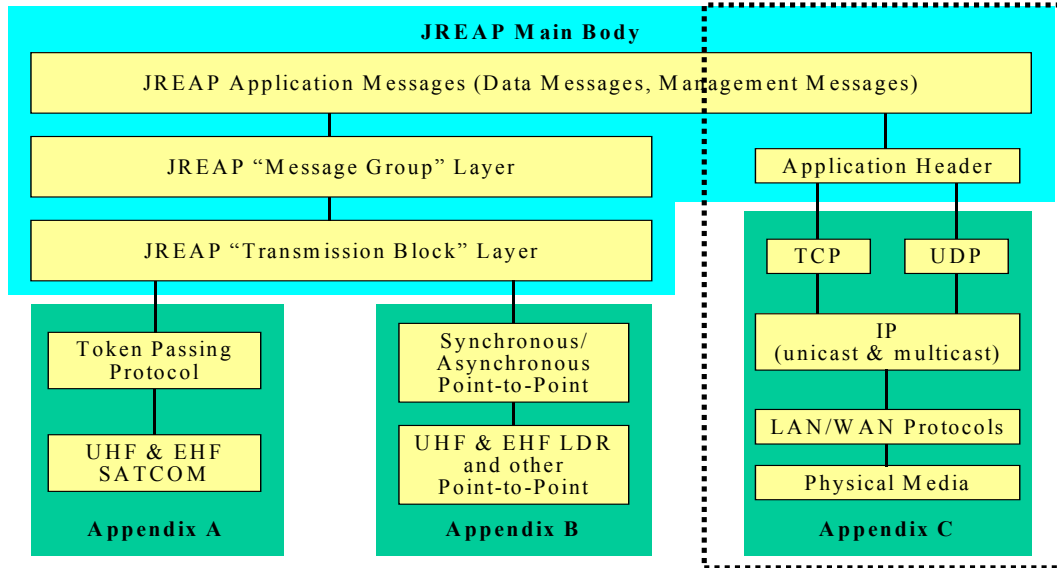 JREAP Main Body
JREAP Application Messages (Data Messages, Management Messages)
JREAP “Message Group” Layer
Application Header
JREAP “Transmission Block” Layer
TCP
UDP
Token Passing
Protocol
Synchronous/
Asynchronous
Point-to-Point
IP
(unicast & multicast)
UHF & EHF
SATCOM
UHF & EHF LDR
and other
Point-to-Point
LAN/WAN Protocols
Physical Media
Appendix A
Appendix B
Appendix C